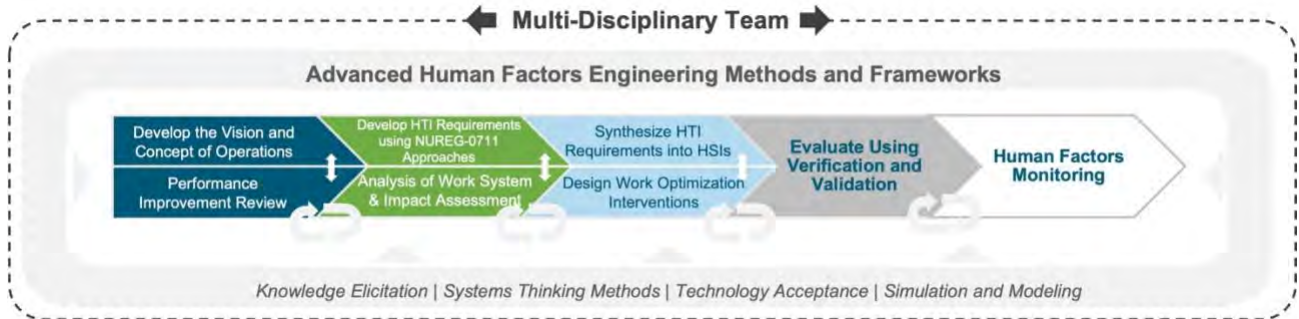 Multi-Disciplinary Team
Advanced Human Factors Engineering Methods and Frameworks
Develop the Vision and
Concept of Operations
Performance
Improvement Review
Develop HTI Requirements
using NUREG-0711
Approaches
Analysis of Work System
& Impact Assessment
Synthesize HTI
Requirements into HSIs
Design Work Optimization
Interventions
Evaluate Using
Verification and
Validation
Human Factors
Monitoring
Knowledge Elicitation | Systems Thinking Methods | Technology Acceptance | Simulation and Modeling